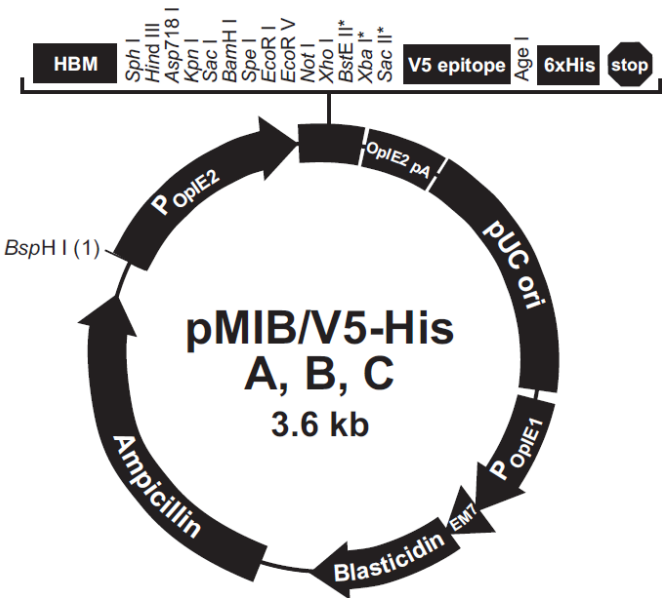 HBM
Sph I
Hind III
Asp718 I
Kpn I
Sac I
BamH I
Spe I
EcoR I
EcoR V
Not I
Xho I
BstE II*
Xba I*
Sac II*
V5 epitope
Age I
6xHis
stop
POpIE2
OpIE2 pA
pUC ori
BspH I (1)
pMIB/V5-His
A, B, C
3.6 kb
POpIE1
EM7
Blasticidin
Ampicillin